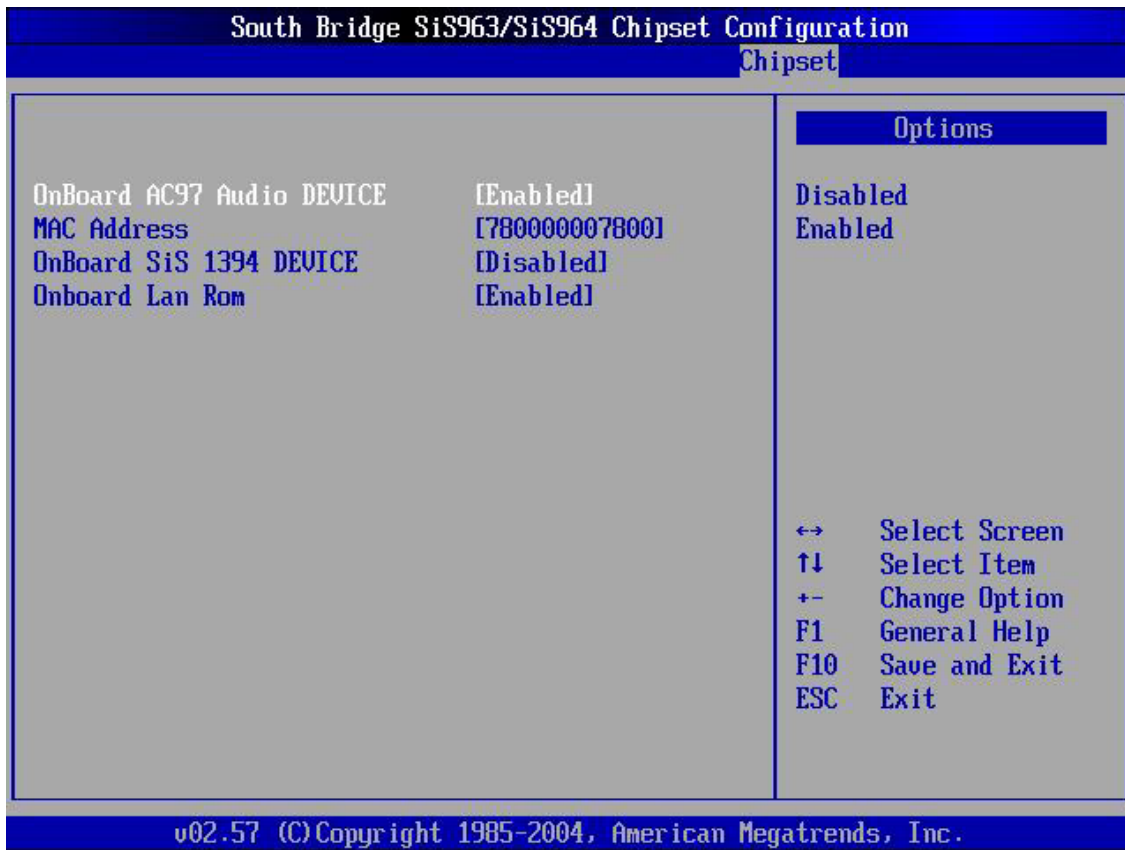 South Bridge SiS963/SiS964 Chipset Configuration
Chipset
OnBoard AC97 Audio DEVICE [Enabled]
MAC Address [780000007800]
OnBoard SiS 1394 DEVICE [Disabled]
Onboard Lan Rom [Enabled]
Options
Disabled
Enabled
←→ Select Screen
↑↓ Select Item
+- Change Option
F1 General Help
F10 Save and Exit
ESC Exit
v02.57 (C)Copyright 1985-2004, American Megatrends, Inc.